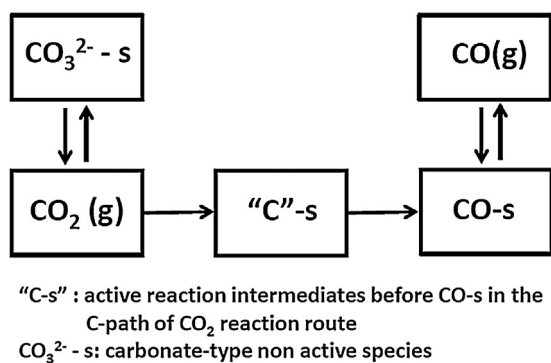 CO₃²⁻ - s
CO(g)
CO₂ (g)
“C”-s
CO-s
“C-s” : active reaction intermediates before CO-s in the
C-path of CO₂ reaction route
CO₃²⁻ - s: carbonate-type non active species